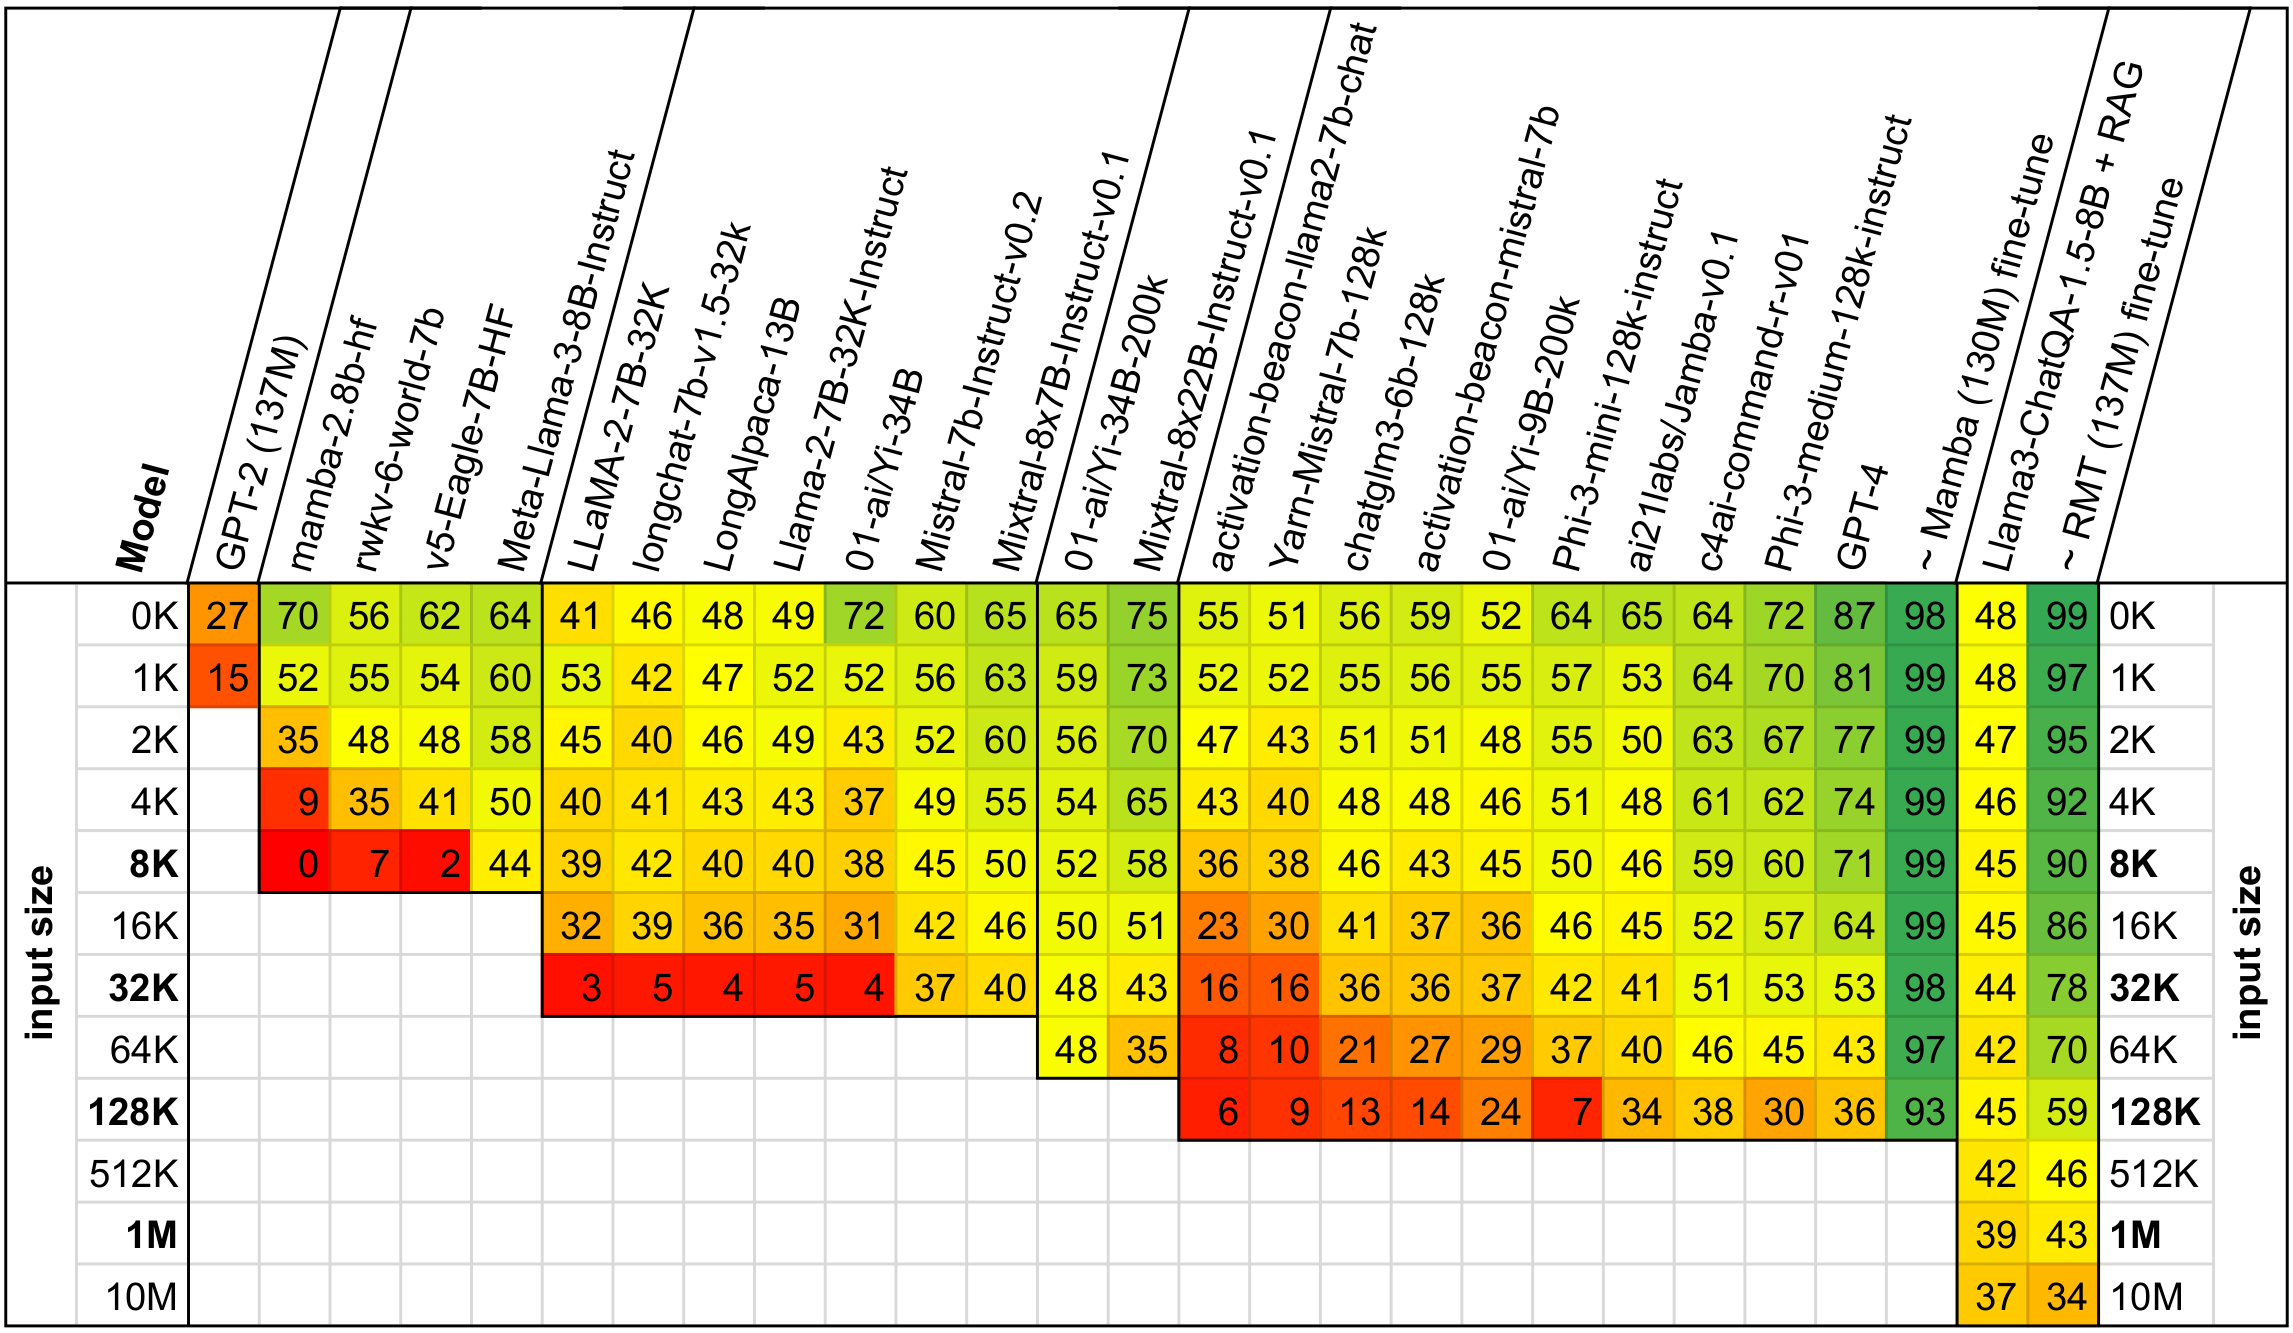 Model GPT-2 (137M) mamba-2.8b-hf rwkv-6-world-7b v5-Eagle-7B-HF Meta-Llama-3-8B-Instruct LLaMA-2-7B-32K longchat-7b-v1.5-32k LongAlpaca-13B Llama-2-7B-32K-Instruct 01-ai/Yi-34B Mistral-7b-Instruct-v0.2 Mixtral-8x7B-Instruct-v0.1 01-ai/Yi-34B-200k Mixtral-8x22B-Instruct-v0.1 activation-beacon-llama2-7b-chat Yarn-Mistral-7b-128k chatglm3-6b-128k activation-beacon-mistral-7b 01-ai/Yi-9B-200k Phi-3-mini-128k-instruct ai21labs/Jamba-v0.1 c4ai-command-r-v01 Phi-3-medium-128k-instruct GPT-4 ~ Mamba (130M) fine-tune Llama3-ChatQA-1.5-8B + RAG ~ RMT (137M) fine-tune
input size
0K 27 70 56 62 64 41 46 48 49 72 60 65 65 75 55 51 56 59 52 64 65 64 72 87 98 48 99 0K
1K 15 52 55 54 60 53 42 47 52 52 56 63 59 73 52 52 55 56 55 57 53 64 70 81 99 48 97 1K
2K 35 48 48 58 45 40 46 49 43 52 60 56 70 47 43 51 51 48 55 50 63 67 77 99 47 95 2K
4K 9 35 41 50 40 41 43 43 37 49 55 54 65 43 40 48 48 46 51 48 61 62 74 99 46 92 4K
8K 0 7 2 44 39 42 40 40 38 45 50 52 58 36 38 46 43 45 50 46 59 60 71 99 45 90 8K
16K 32 39 36 35 31 42 46 50 51 23 30 41 37 36 46 45 52 57 64 99 45 86 16K
32K 3 5 4 5 4 37 40 48 43 16 16 36 36 37 42 41 51 53 53 98 44 78 32K
64K 48 35 8 10 21 27 29 37 40 46 45 43 97 42 70 64K
128K 6 9 13 14 24 7 34 38 30 36 93 45 59 128K
512K 42 46 512K
1M 39 43 1M
10M 37 34 10M
input size